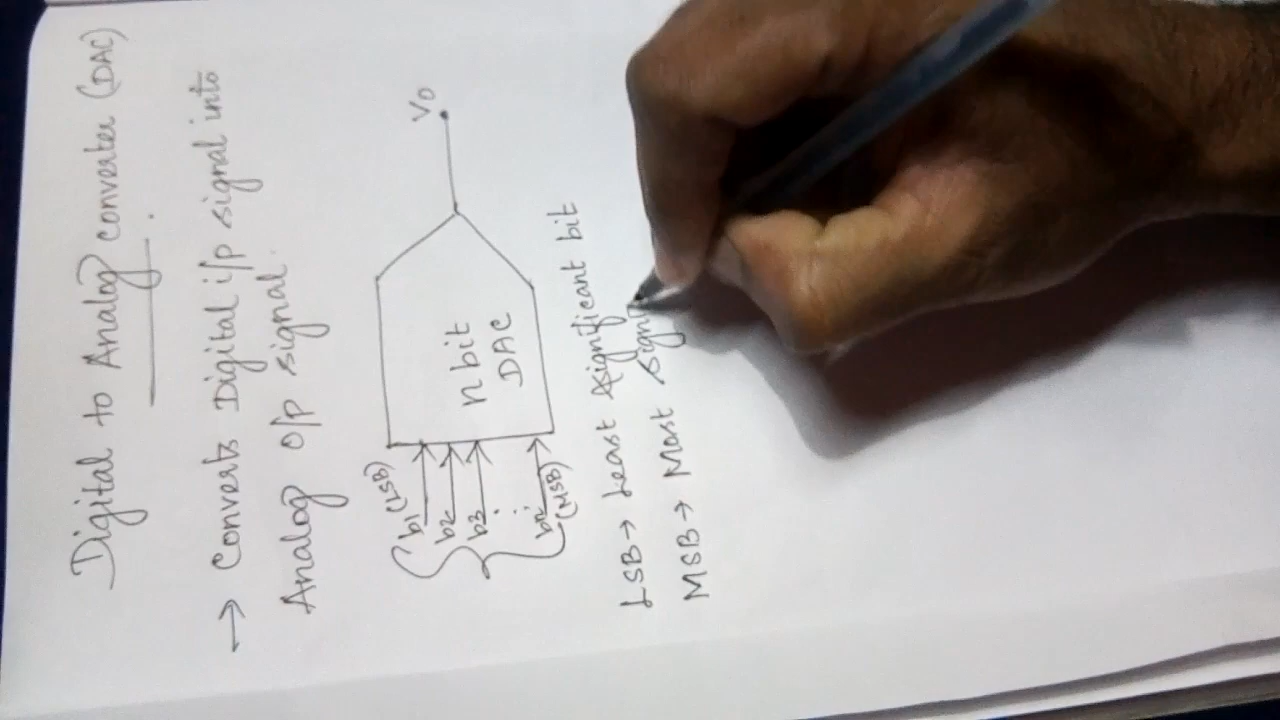 Digital to Analog converter (DAC).
→ Converts Digital i/p signal into
Analog o/p signal.
b1 (LSB)
b2
b3
bn
(MSB)
n bit
DAC
Vo
LSB → Least significant bit
MSB → Most signi